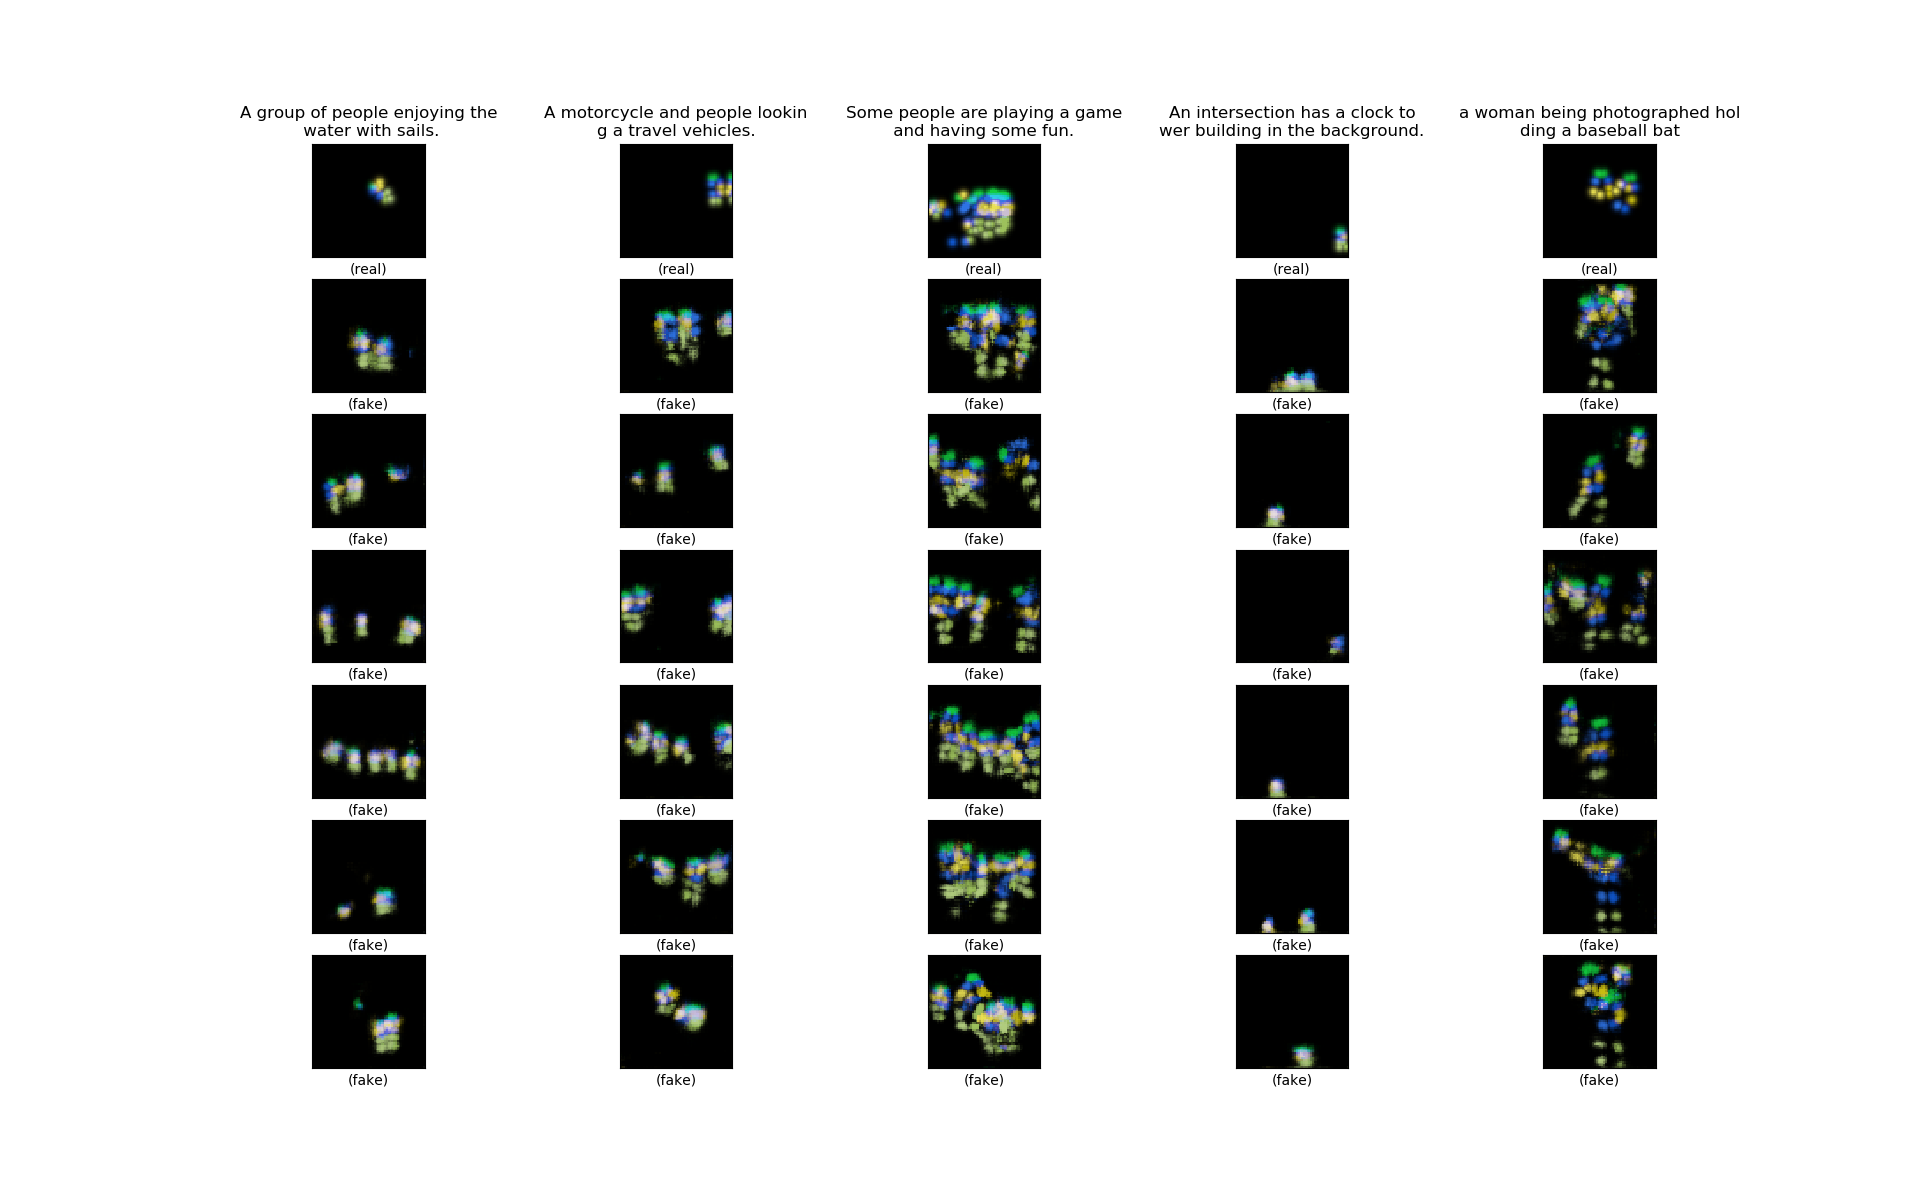 A group of people enjoying the
water with sails.
A motorcycle and people lookin
g a travel vehicles.
Some people are playing a game
and having some fun.
An intersection has a clock to
wer building in the background.
a woman being photographed hol
ding a baseball bat
(real) (real) (real) (real) (real)
(fake) (fake) (fake) (fake) (fake)
(fake) (fake) (fake) (fake) (fake)
(fake) (fake) (fake) (fake) (fake)
(fake) (fake) (fake) (fake) (fake)
(fake) (fake) (fake) (fake) (fake)
(fake) (fake) (fake) (fake) (fake)